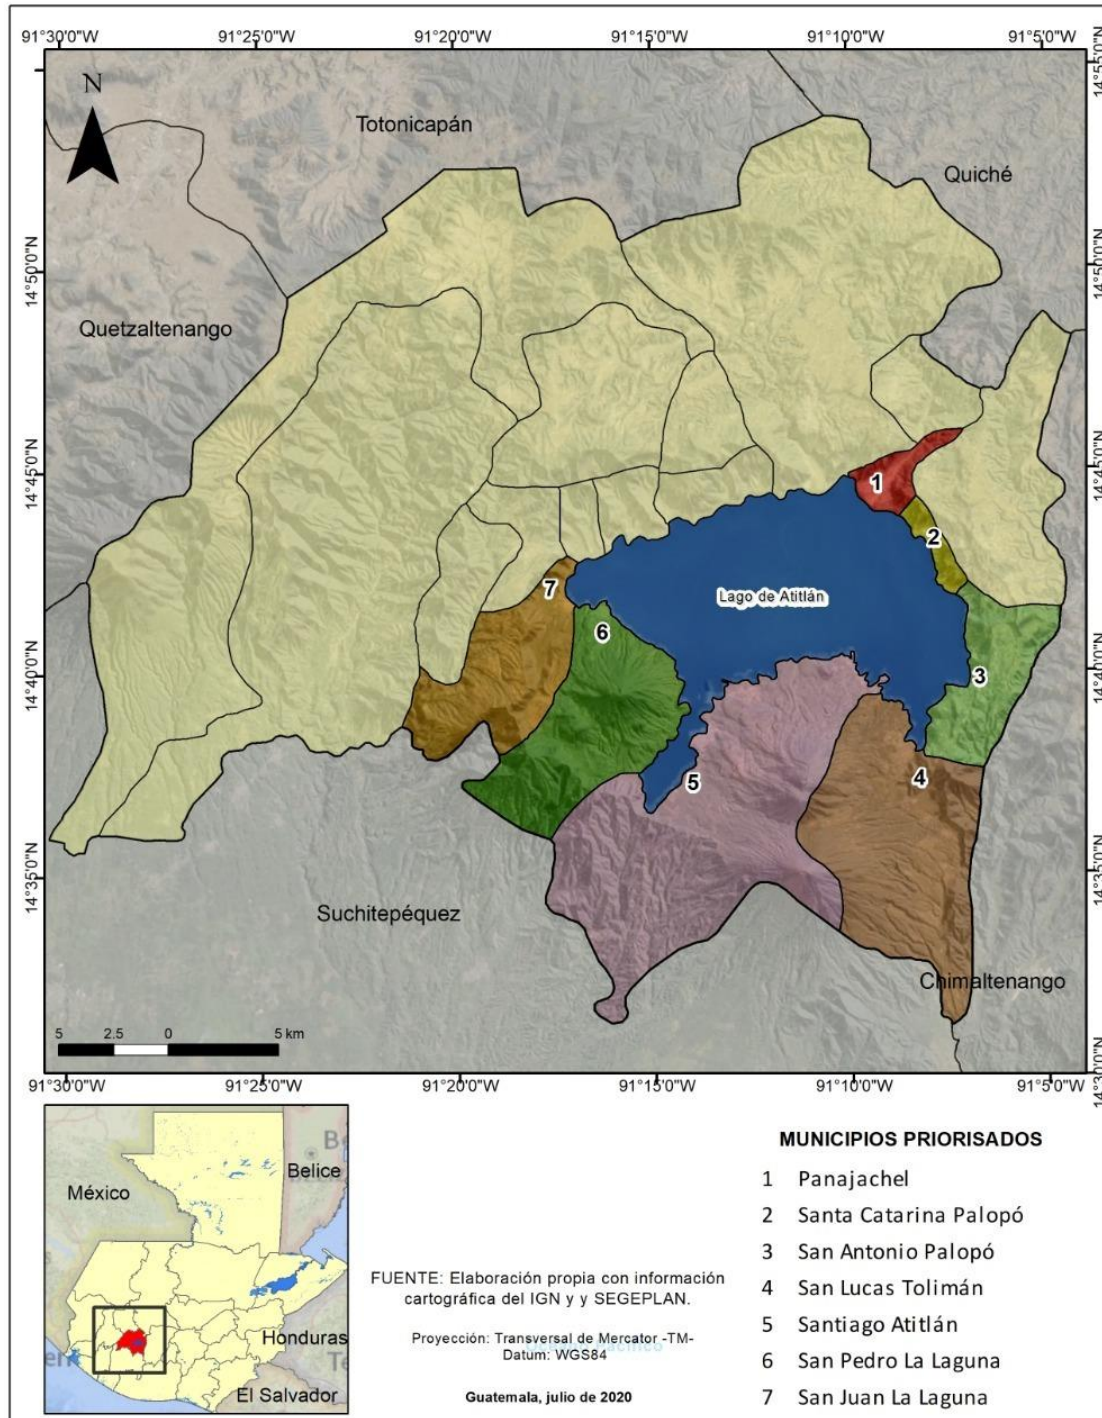 91°30'0"W 91°25'0"W 91°20'0"W 91°15'0"W 91°10'0"W 91°5'0"W
14°55'0"N
N
Totonicapán
Quiché
14°50'0"N 14°50'0"N
Quetzaltenango
14°45'0"N 14°45'0"N
1
2
7
Lago de Atitlán
6
14°40'0"N 14°40'0"N
3
5
4
14°35'0"N 14°35'0"N
Suchitepéquez
Chimaltenango
5 2.5 0 5 km
14°30'0"N
91°30'0"W 91°25'0"W 91°20'0"W 91°15'0"W 91°10'0"W 91°5'0"W
México
Belice
Honduras
El Salvador
FUENTE: Elaboración propia con información
cartográfica del IGN y y SEGEPLAN.
Proyección: Transversal de Mercator -TM-
Océano Pacífico
Datum: WGS84
Guatemala, julio de 2020
MUNICIPIOS PRIORISADOS
1 Panajachel
2 Santa Catarina Palopó
3 San Antonio Palopó
4 San Lucas Tolimán
5 Santiago Atitlán
6 San Pedro La Laguna
7 San Juan La Laguna